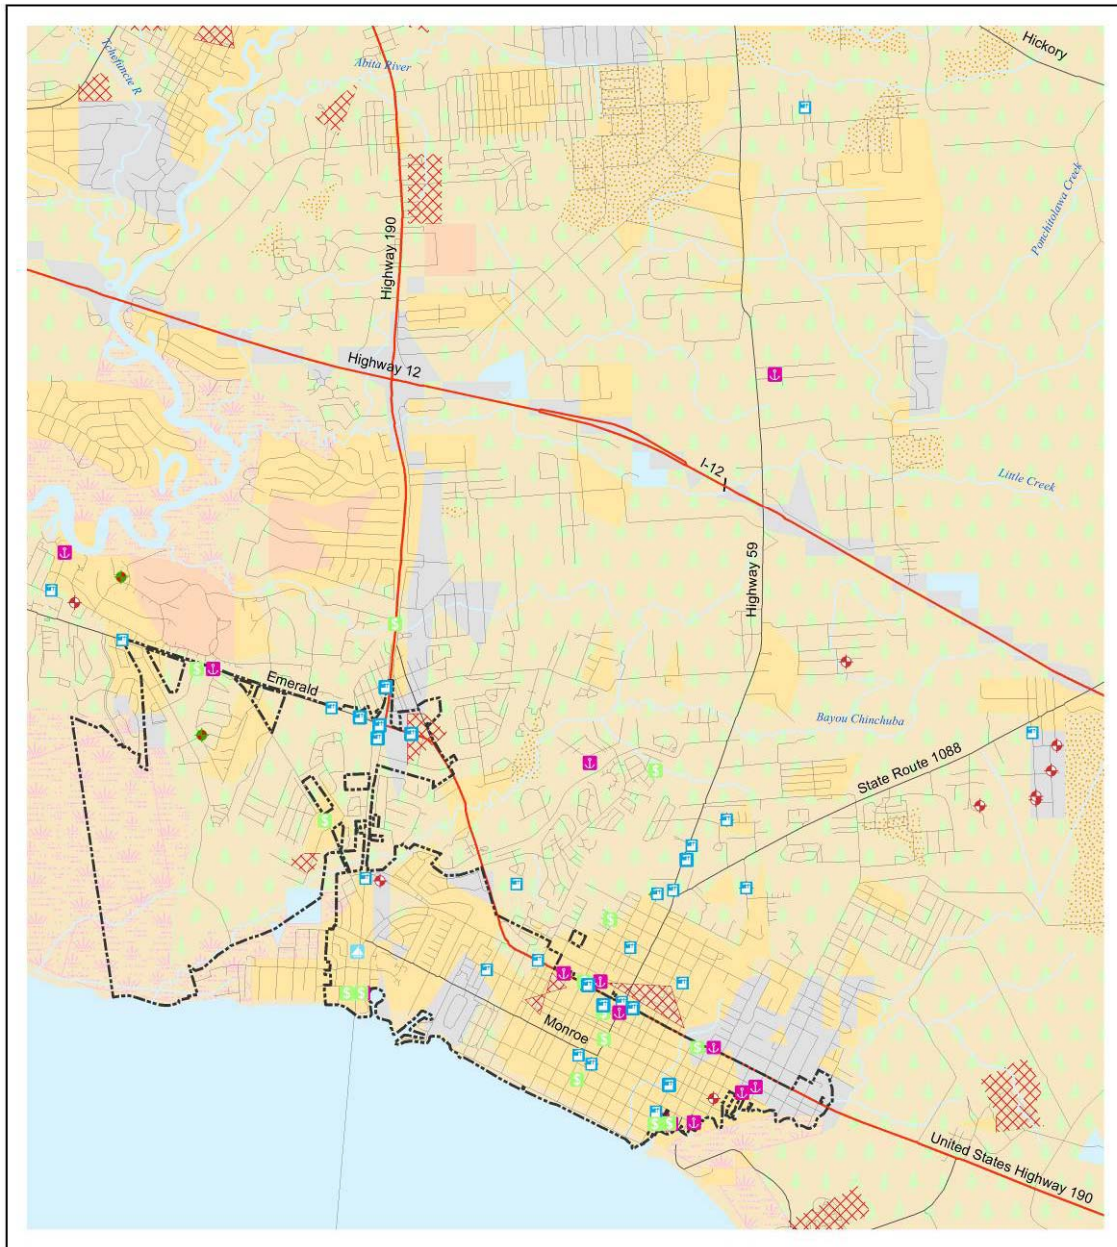 Hickory
Tchefuncte R
Abita River
Ponchitolawa Creek
Highway 190
Highway 12
I-12
Little Creek
Highway 59
Emerald
Bayou Chinchuba
State Route 1088
Monroe
United States Highway 190